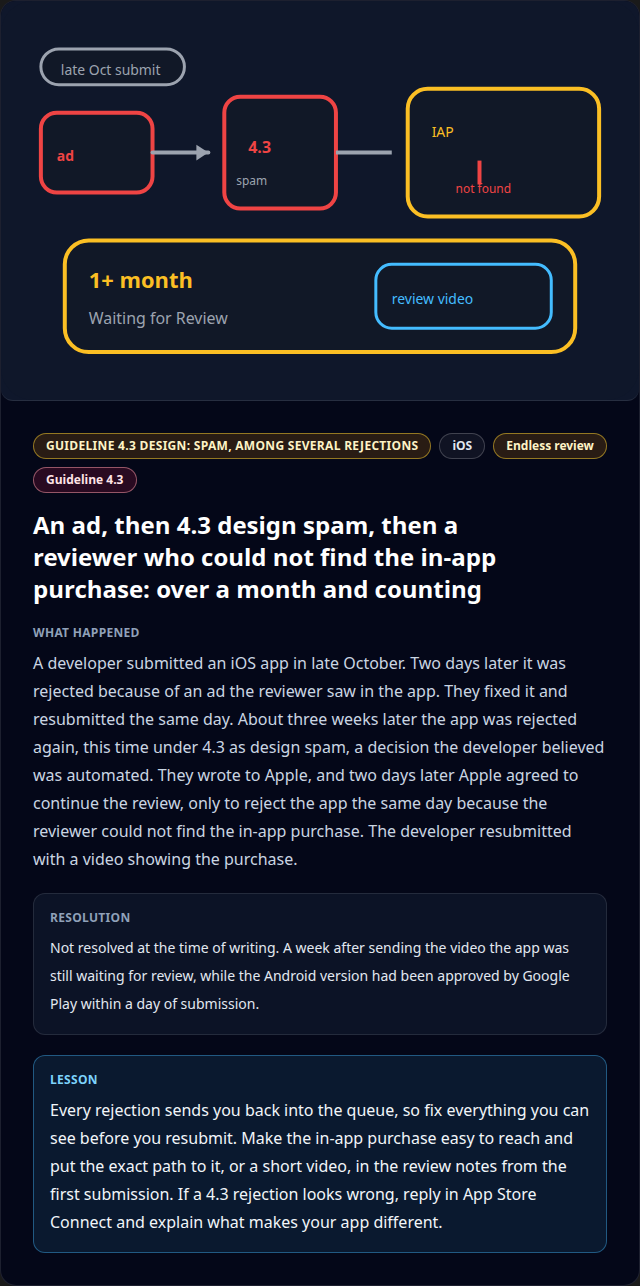 late Oct submit
ad
4.3
spam
IAP
not found
1+ month
Waiting for Review
review video
GUIDELINE 4.3 DESIGN: SPAM, AMONG SEVERAL REJECTIONS
iOS
Endless review
Guideline 4.3
An ad, then 4.3 design spam, then a
reviewer who could not find the in-app
purchase: over a month and counting
WHAT HAPPENED
A developer submitted an iOS app in late October. Two days later it was
rejected because of an ad the reviewer saw in the app. They fixed it and
resubmitted the same day. About three weeks later the app was rejected
again, this time under 4.3 as design spam, a decision the developer believed
was automated. They wrote to Apple, and two days later Apple agreed to
continue the review, only to reject the app the same day because the
reviewer could not find the in-app purchase. The developer resubmitted
with a video showing the purchase.
RESOLUTION
Not resolved at the time of writing. A week after sending the video the app was
still waiting for review, while the Android version had been approved by Google
Play within a day of submission.
LESSON
Every rejection sends you back into the queue, so fix everything you can
see before you resubmit. Make the in-app purchase easy to reach and
put the exact path to it, or a short video, in the review notes from the
first submission. If a 4.3 rejection looks wrong, reply in App Store
Connect and explain what makes your app different.